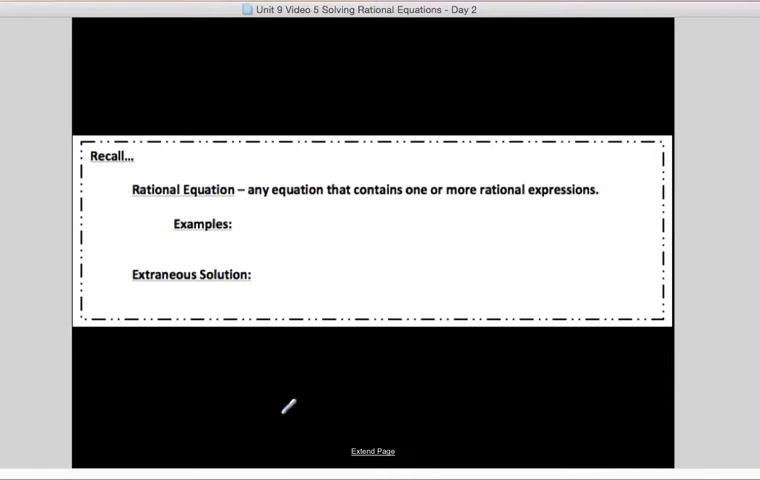 Unit 9 Video 5 Solving Rational Equations - Day 2
Recall...
Rational Equation – any equation that contains one or more rational expressions.
Examples:
Extraneous Solution:
Extend Page